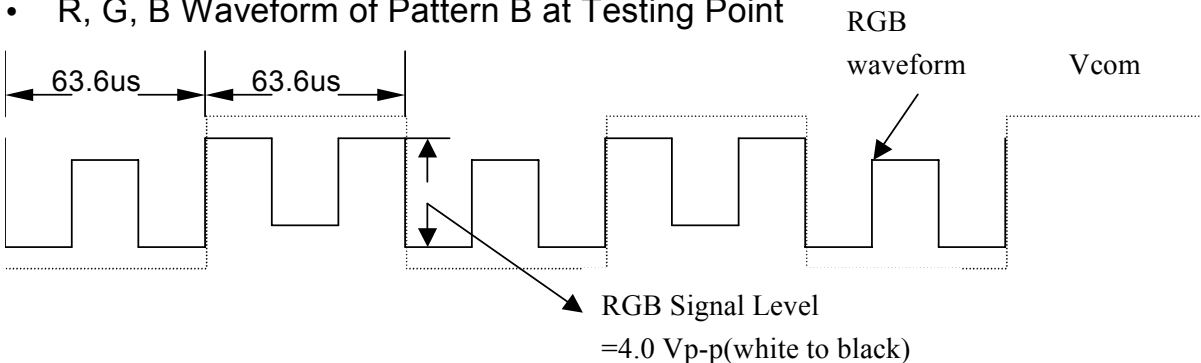 • R, G, B Waveform of Pattern B at Testing Point
63.6us 63.6us
RGB
waveform
Vcom
RGB Signal Level
=4.0 Vp-p(white to black)